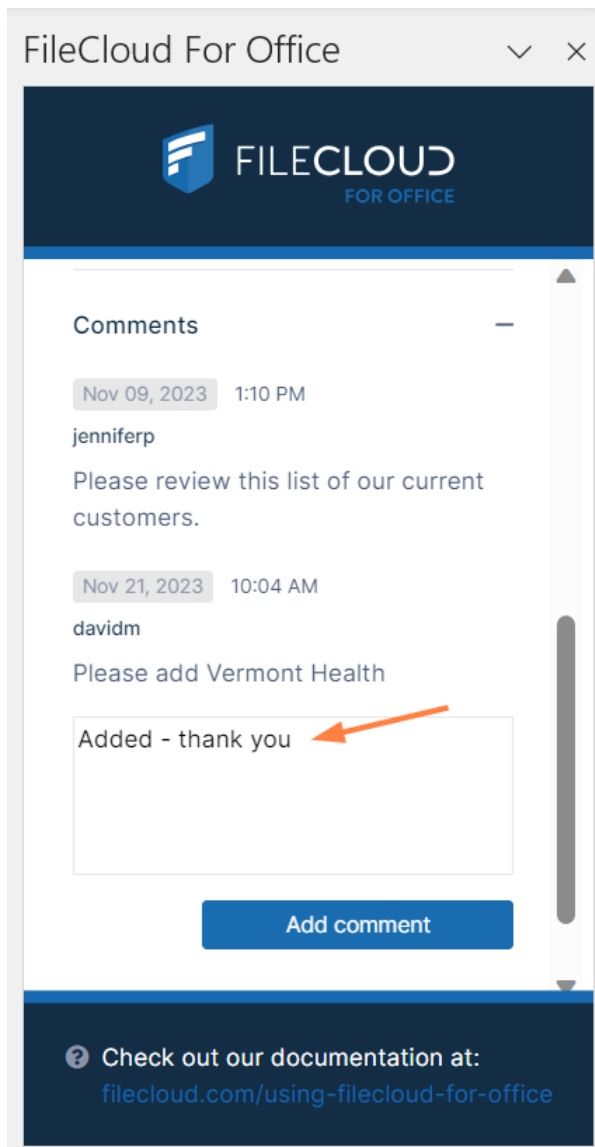 FileCloud For Office
FILECLOUD
FOR OFFICE
Comments
Nov 09, 2023 1:10 PM
jenniferp
Please review this list of our current
customers.
Nov 21, 2023 10:04 AM
davidm
Please add Vermont Health
Added - thank you
Add comment
Check out our documentation at:
filecloud.com/using-filecloud-for-office